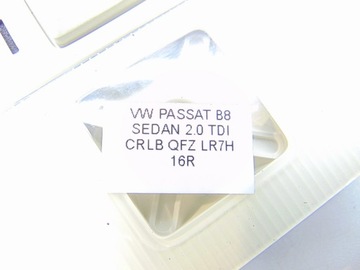 VW PASSAT B8
SEDAN 2.0 TDI
CRLB QFZ LR7H
16R